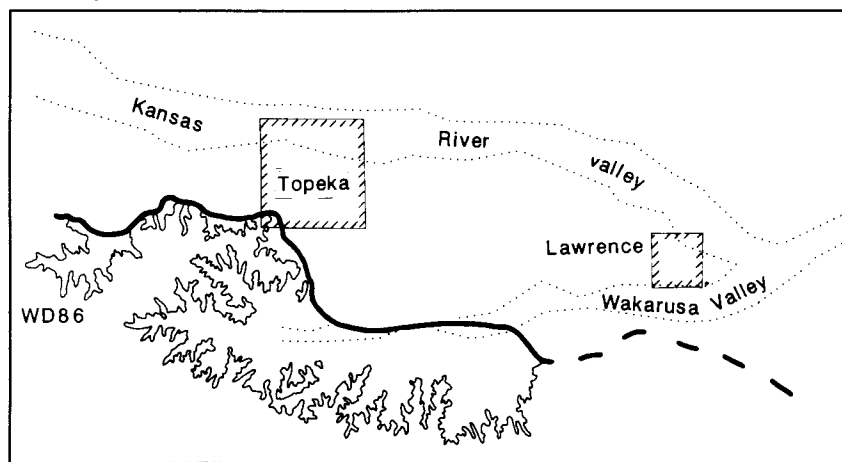 Kansas
River
valley
Topeka
Lawrence
Wakarusa Valley
WD86